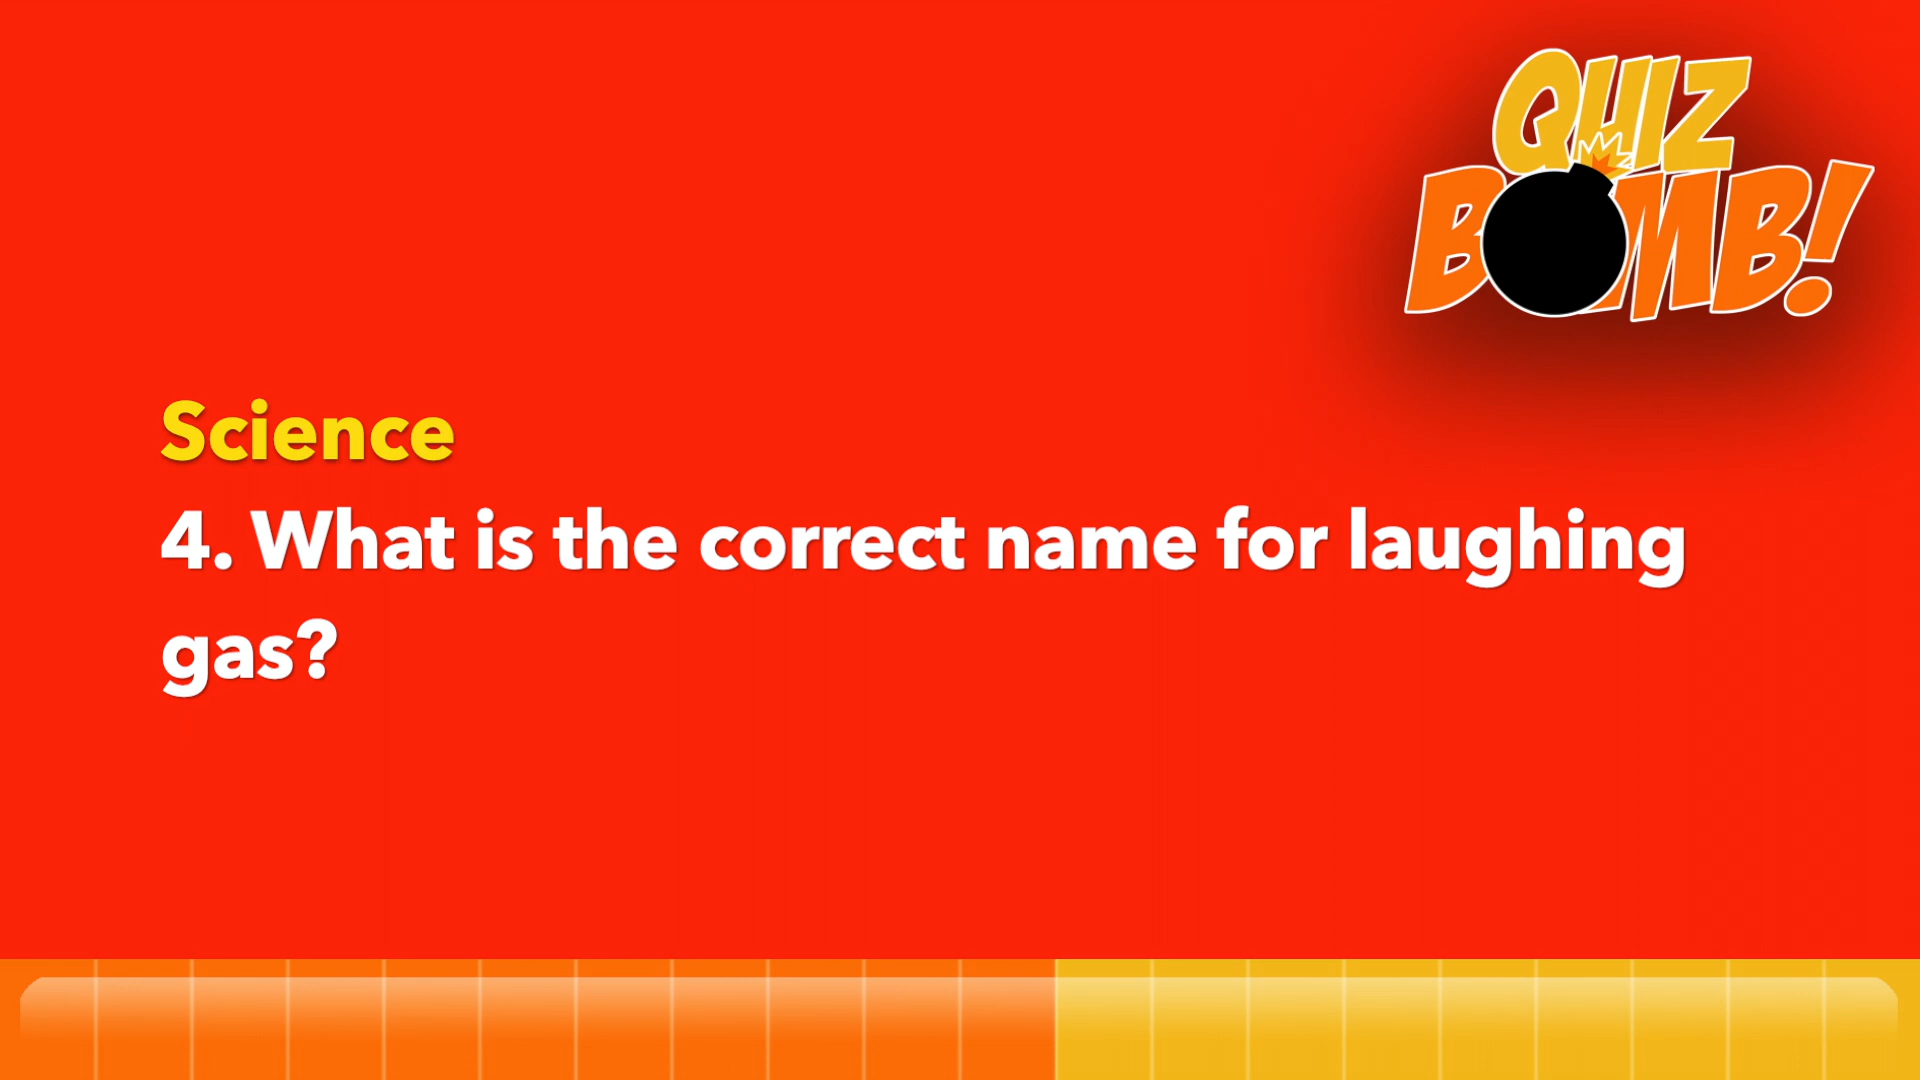 QUIZ
BOMB!
Science
4. What is the correct name for laughing
gas?